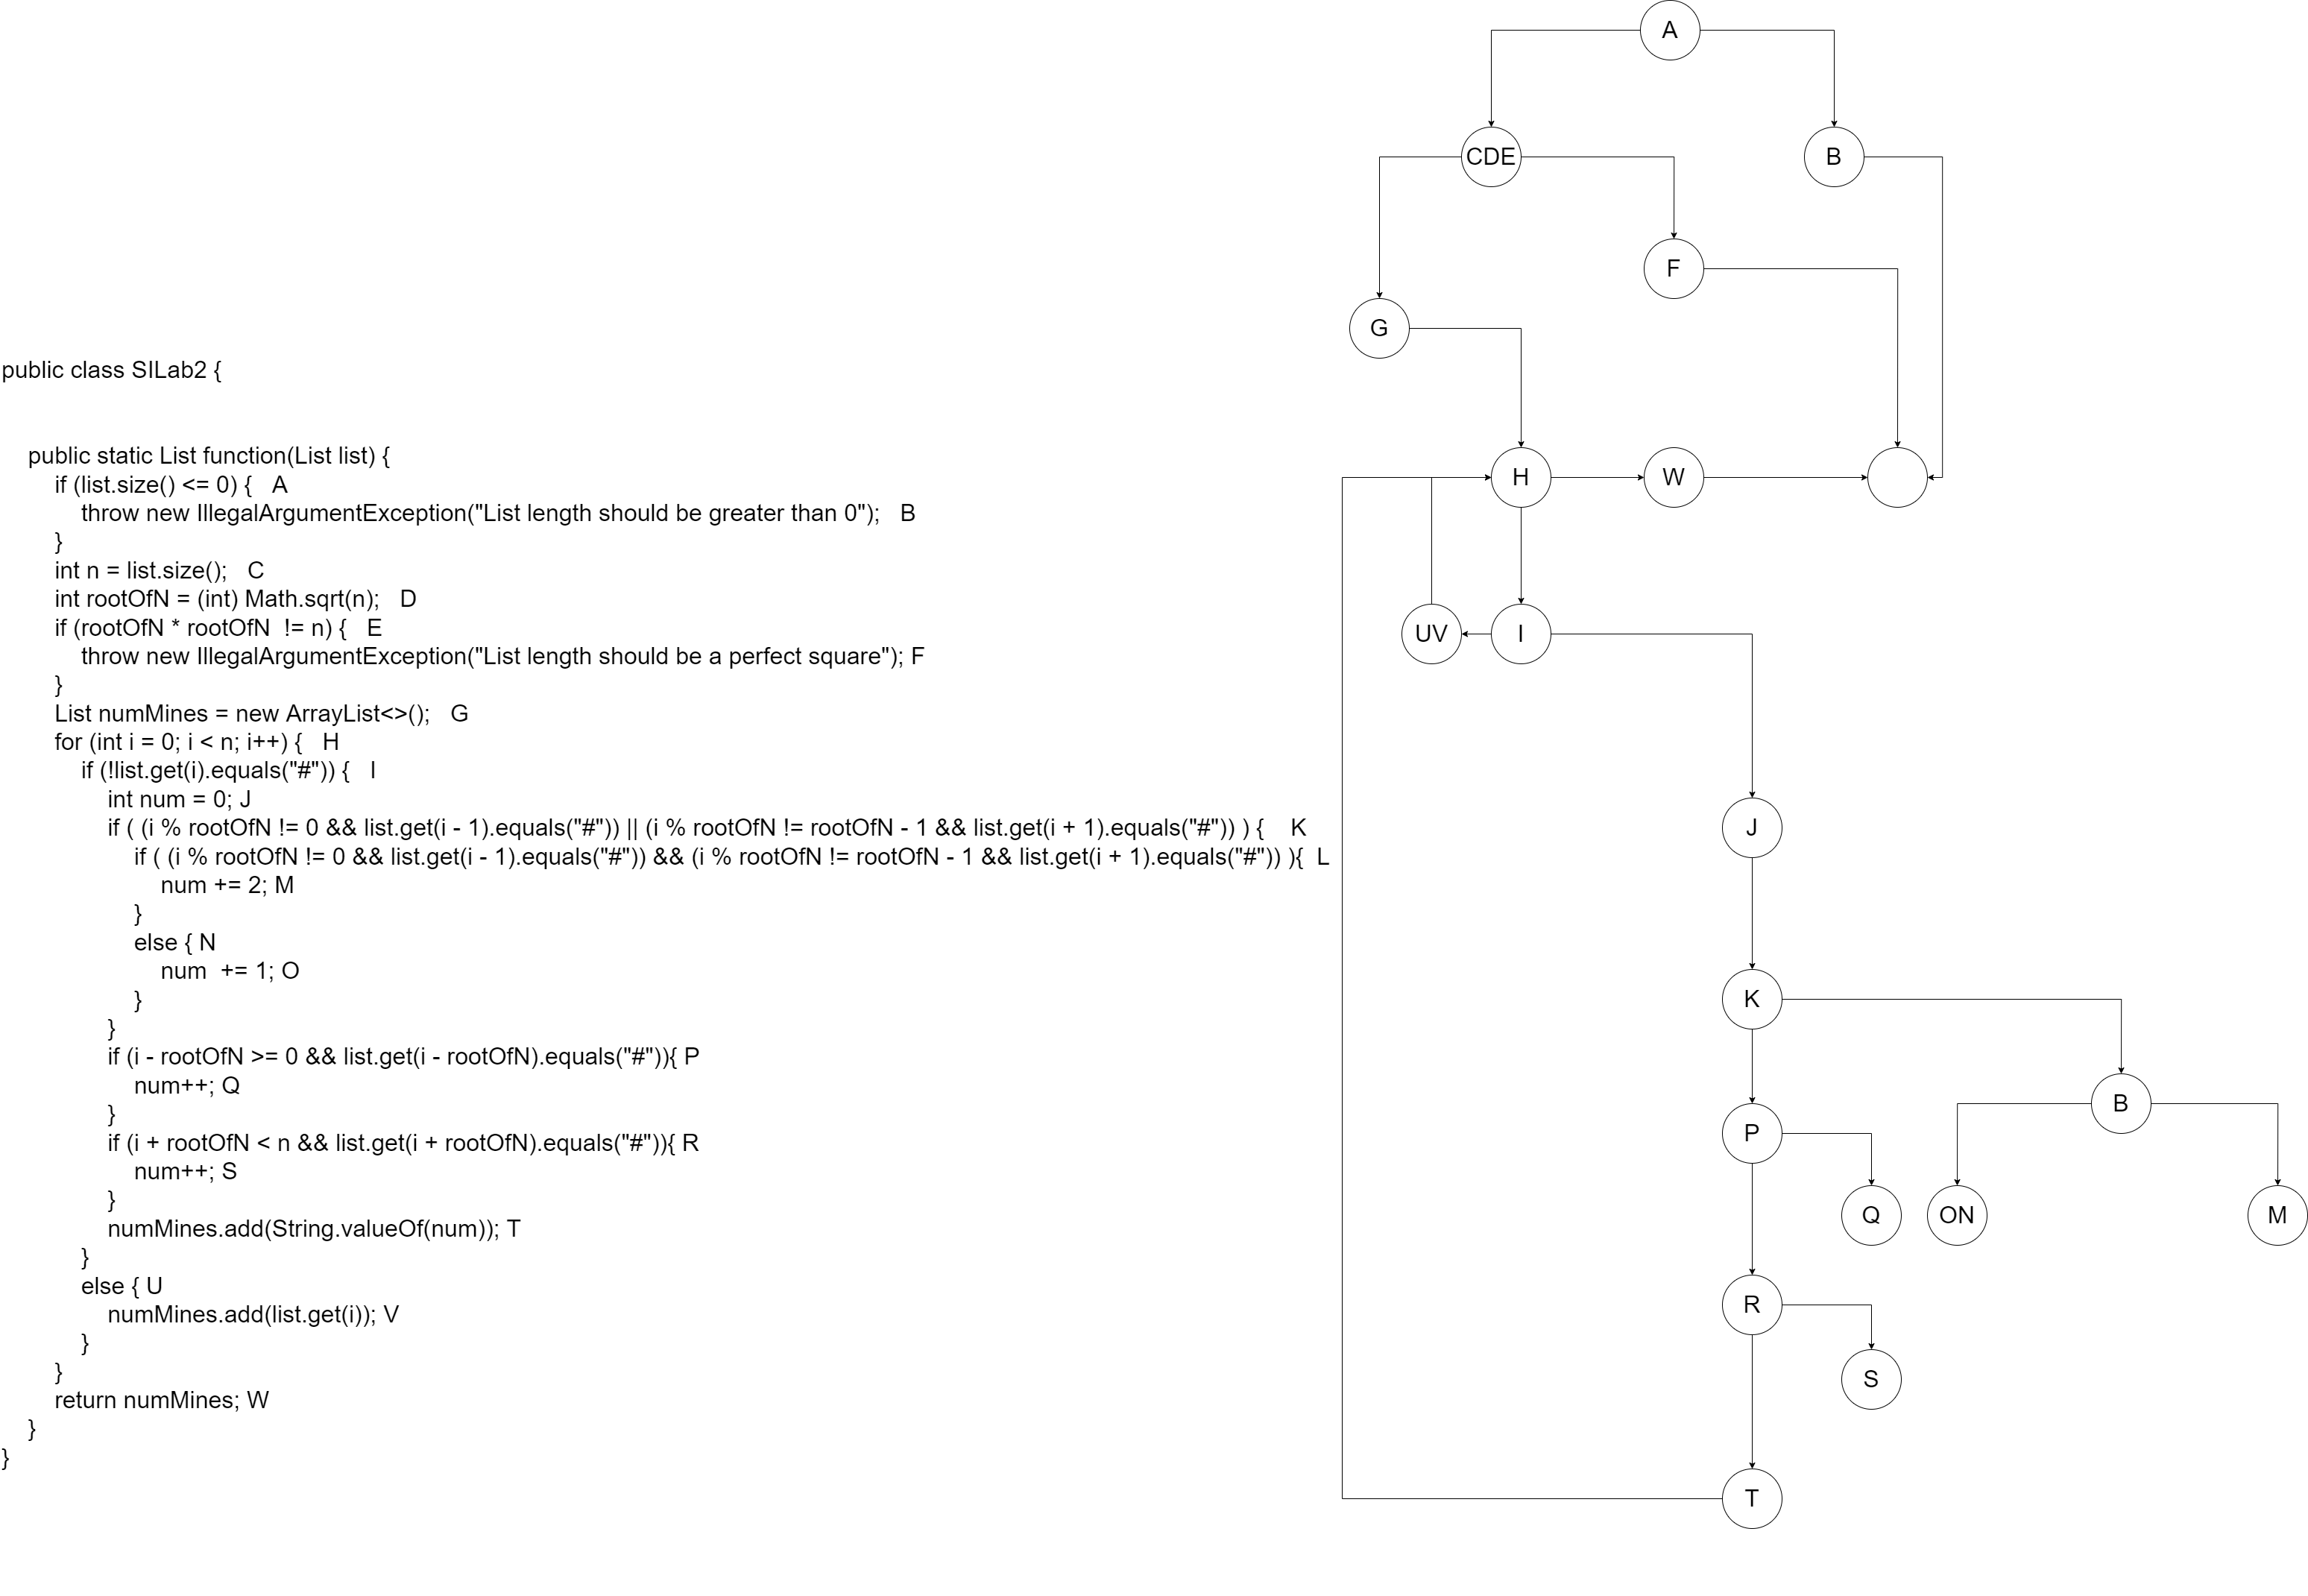 public class SILab2 {
public static List function(List list) {
if (list.size() <= 0) { A
throw new IllegalArgumentException("List length should be greater than 0"); B
}
int n = list.size(); C
int rootOfN = (int) Math.sqrt(n); D
if (rootOfN * rootOfN != n) { E
throw new IllegalArgumentException("List length should be a perfect square"); F
}
List numMines = new ArrayList<>(); G
for (int i = 0; i < n; i++) { H
if (!list.get(i).equals("#")) { I
int num = 0; J
if ( (i % rootOfN != 0 && list.get(i - 1).equals("#")) || (i % rootOfN != rootOfN - 1 && list.get(i + 1).equals("#")) ) { K
if ( (i % rootOfN != 0 && list.get(i - 1).equals("#")) && (i % rootOfN != rootOfN - 1 && list.get(i + 1).equals("#")) ){ L
num += 2; M
}
else { N
num += 1; O
}
}
if (i - rootOfN >= 0 && list.get(i - rootOfN).equals("#")){ P
num++; Q
}
if (i + rootOfN < n && list.get(i + rootOfN).equals("#")){ R
num++; S
}
numMines.add(String.valueOf(num)); T
}
else { U
numMines.add(list.get(i)); V
}
}
return numMines; W
}
}
A
CDE
B
F
G
H
W
UV
I
J
K
B
P
Q
ON
M
R
S
T